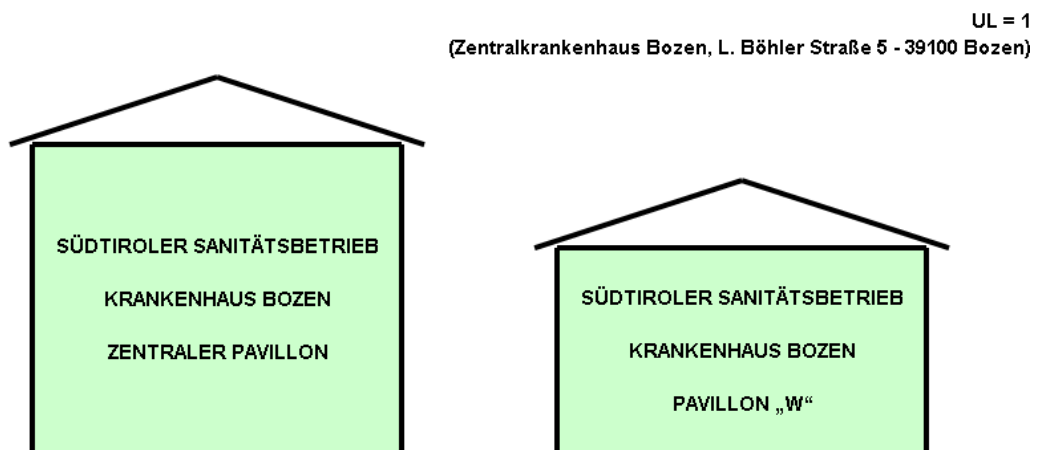 UL = 1
(Zentralkrankenhaus Bozen, L. Böhler Straße 5 - 39100 Bozen)
SÜDTIROLER SANITÄTSBETRIEB
KRANKENHAUS BOZEN
ZENTRALER PAVILLON
SÜDTIROLER SANITÄTSBETRIEB
KRANKENHAUS BOZEN
PAVILLON „W“